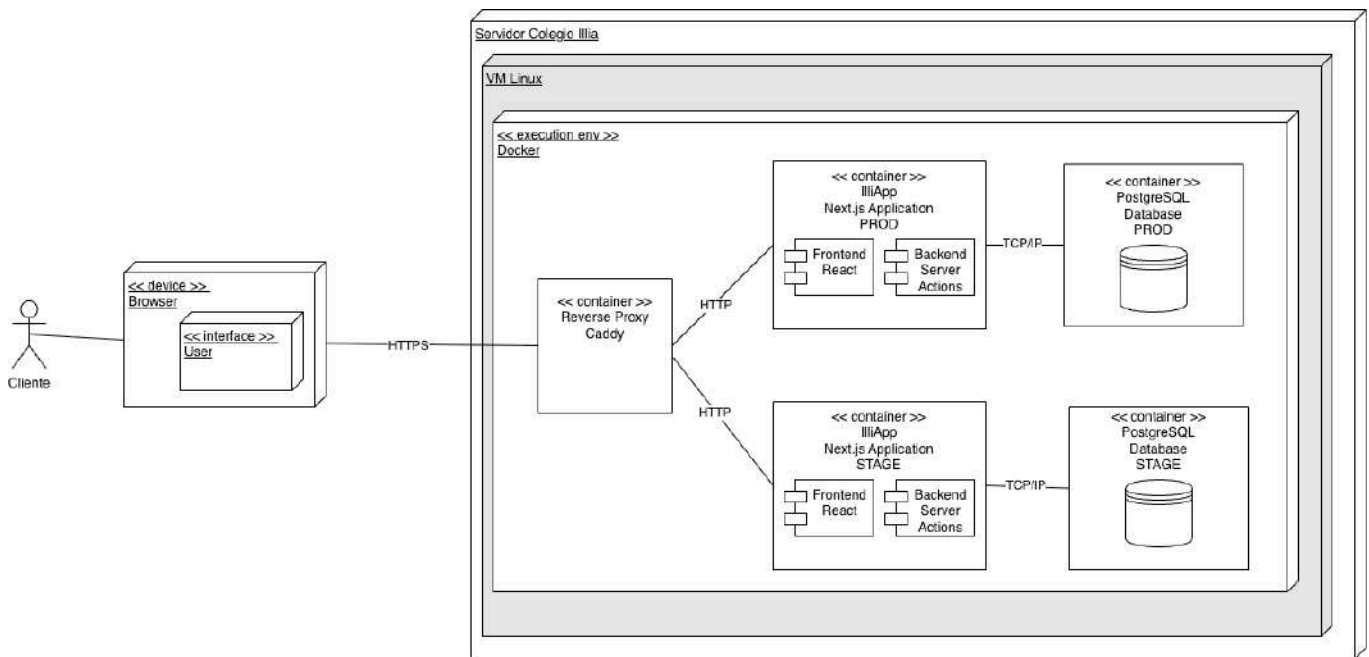 Servidor Colegio Illia
VM Linux
<< execution env >>
Docker
<< container >>
IlliApp
Next.js Application
PROD
Frontend
React
Backend
Server
Actions
TCP/IP
<< container >>
PostgreSQL
Database
PROD
<< device >>
Browser
<< interface >>
User
Cliente
HTTPS
<< container >>
Reverse Proxy
Caddy
HTTP
HTTP
<< container >>
IlliApp
Next.js Application
STAGE
Frontend
React
Backend
Server
Actions
TCP/IP
<< container >>
PostgreSQL
Database
STAGE